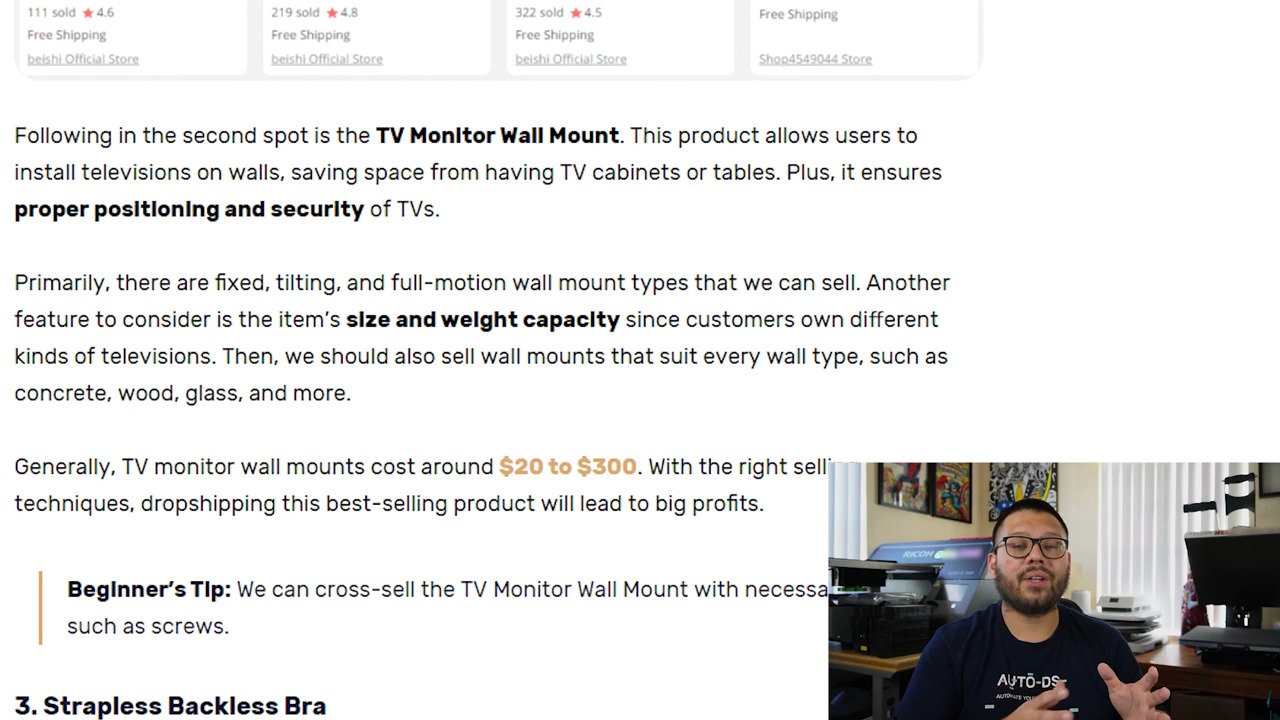 111 sold ★ 4.6
219 sold ★ 4.8
322 sold ★ 4.5
Free Shipping
Free Shipping
Free Shipping
Free Shipping
beishi Official Store
beishi Official Store
beishi Official Store
Shop4549044 Store
Following in the second spot is the TV Monitor Wall Mount. This product allows users to
install televisions on walls, saving space from having TV cabinets or tables. Plus, it ensures
proper positioning and security of TVs.
Primarily, there are fixed, tilting, and full-motion wall mount types that we can sell. Another
feature to consider is the item's size and weight capacity since customers own different
kinds of televisions. Then, we should also sell wall mounts that suit every wall type, such as
concrete, wood, glass, and more.
Generally, TV monitor wall mounts cost around $20 to $300. With the right selli
techniques, dropshipping this best-selling product will lead to big profits.
Beginner's Tip: We can cross-sell the TV Monitor Wall Mount with necessa
such as screws.
3. Strapless Backless Bra
RICOH
AUTO-DS
AUTOMATE YOU